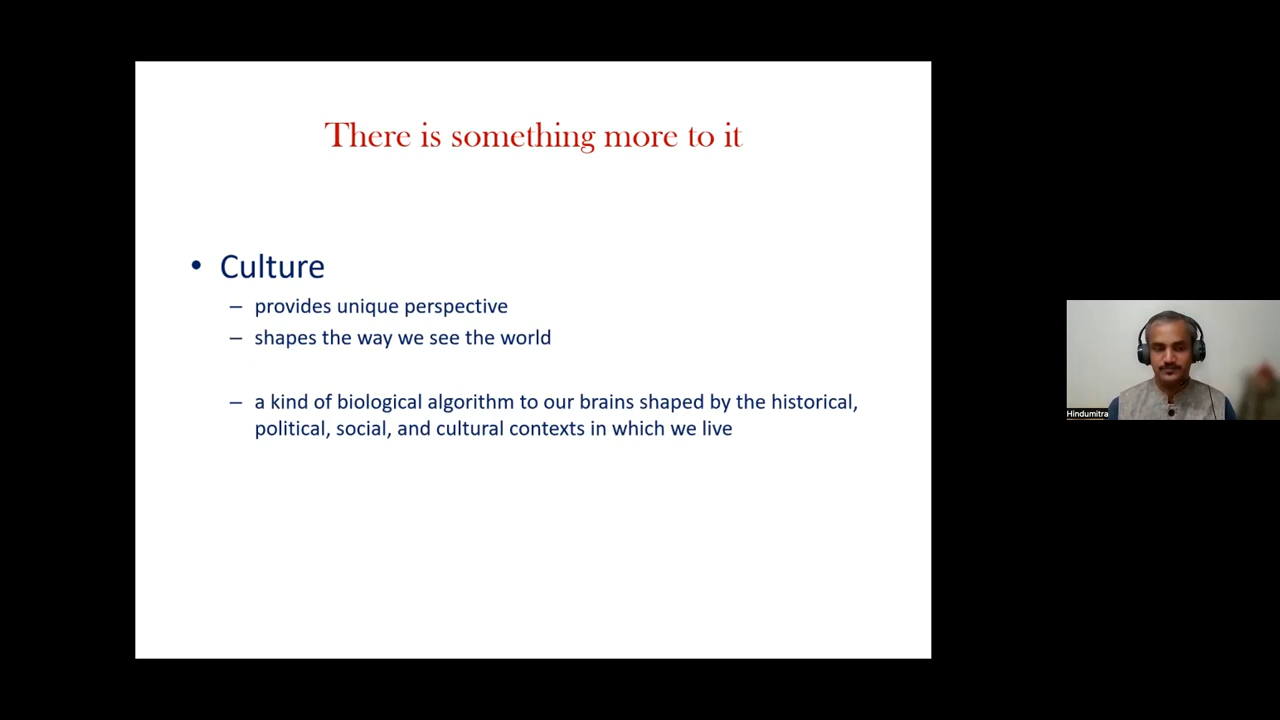 There is something more to it
• Culture
– provides unique perspective
– shapes the way we see the world
– a kind of biological algorithm to our brains shaped by the historical,
political, social, and cultural contexts in which we live
Hindumitra